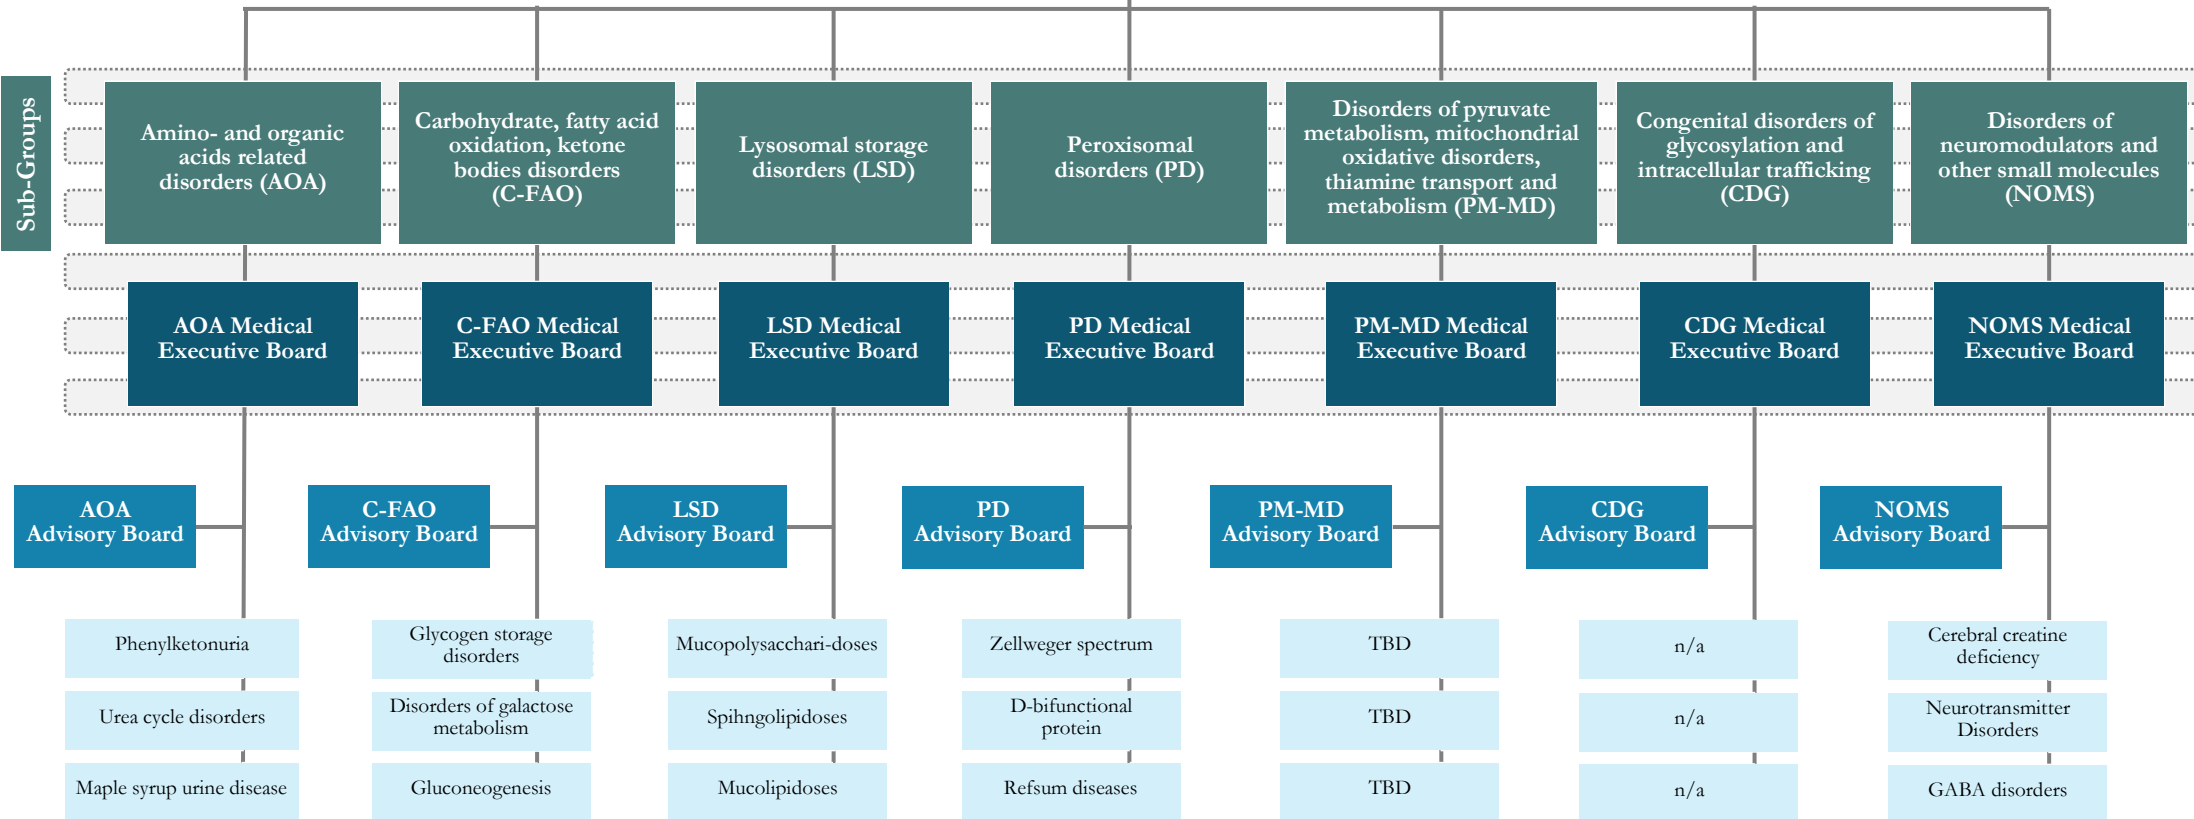 Sub-Groups
Amino- and organic
acids related
disorders (AOA)
Carbohydrate, fatty acid
oxidation, ketone
bodies disorders
(C-FAO)
Lysosomal storage
disorders (LSD)
Peroxisomal
disorders (PD)
Disorders of pyruvate
metabolism, mitochondrial
oxidative disorders,
thiamine transport and
metabolism (PM-MD)
Congenital disorders of
glycosylation and
intracellular trafficking
(CDG)
Disorders of
neuromodulators and
other small molecules
(NOMS)
AOA Medical
Executive Board
C-FAO Medical
Executive Board
LSD Medical
Executive Board
PD Medical
Executive Board
PM-MD Medical
Executive Board
CDG Medical
Executive Board
NOMS Medical
Executive Board
AOA
Advisory Board
C-FAO
Advisory Board
LSD
Advisory Board
PD
Advisory Board
PM-MD
Advisory Board
CDG
Advisory Board
NOMS
Advisory Board
Phenylketonuria
Glycogen storage
disorders
Mucopolysacchari-doses
Zellweger spectrum
TBD
n/a
Cerebral creatine
deficiency
Urea cycle disorders
Disorders of galactose
metabolism
Spihngolipidoses
D-bifunctional
protein
TBD
n/a
Neurotransmitter
Disorders
Maple syrup urine disease
Gluconeogenesis
Mucolipidoses
Refsum diseases
TBD
n/a
GABA disorders